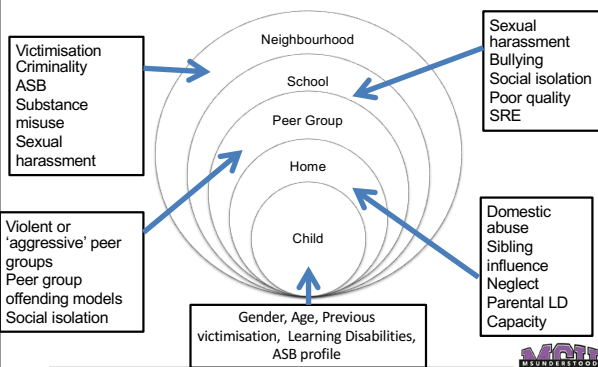 Neighbourhood
School
Peer Group
Home
Child
Victimisation
Criminality
ASB
Substance
misuse
Sexual
harassment
Sexual
harassment
Bullying
Social isolation
Poor quality
SRE
Violent or
‘aggressive’ peer
groups
Peer group
offending models
Social isolation
Domestic
abuse
Sibling
influence
Neglect
Parental LD
Capacity
Gender, Age, Previous
victimisation,  Learning Disabilities,
ASB profile
MSU
MSUNDERSTOOD